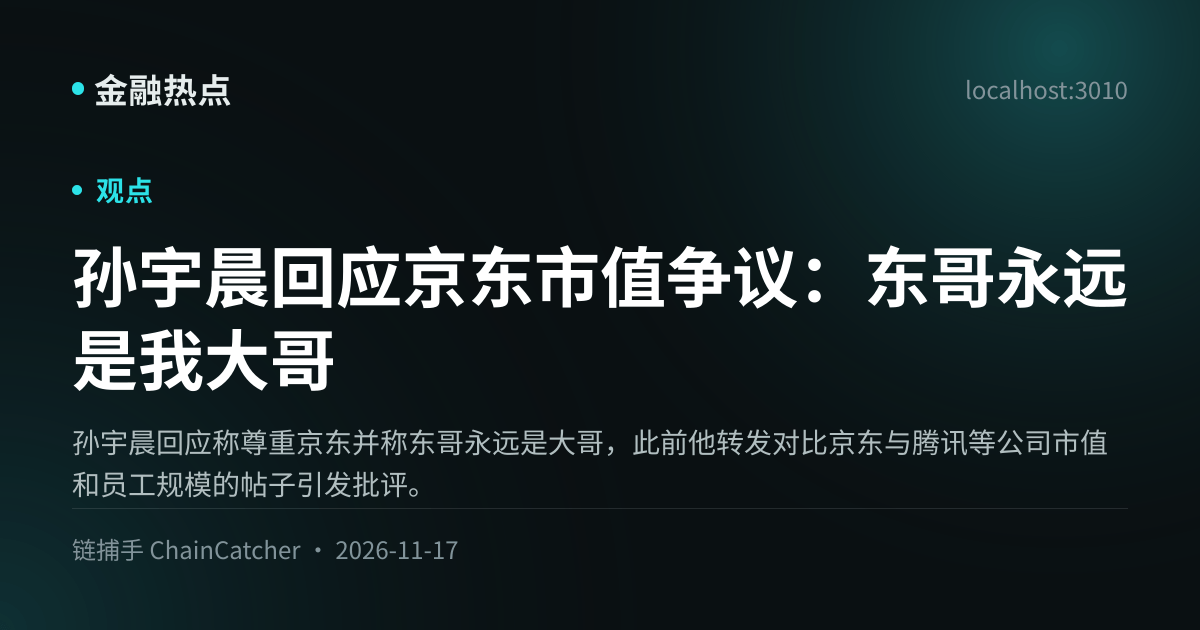 金融热点
localhost:3010
观点
孙宇晨回应京东市值争议：东哥永远
是我大哥
孙宇晨回应称尊重京东并称东哥永远是大哥，此前他转发对比京东与腾讯等公司市值
和员工规模的帖子引发批评。
链捕手 ChainCatcher · 2026-11-17